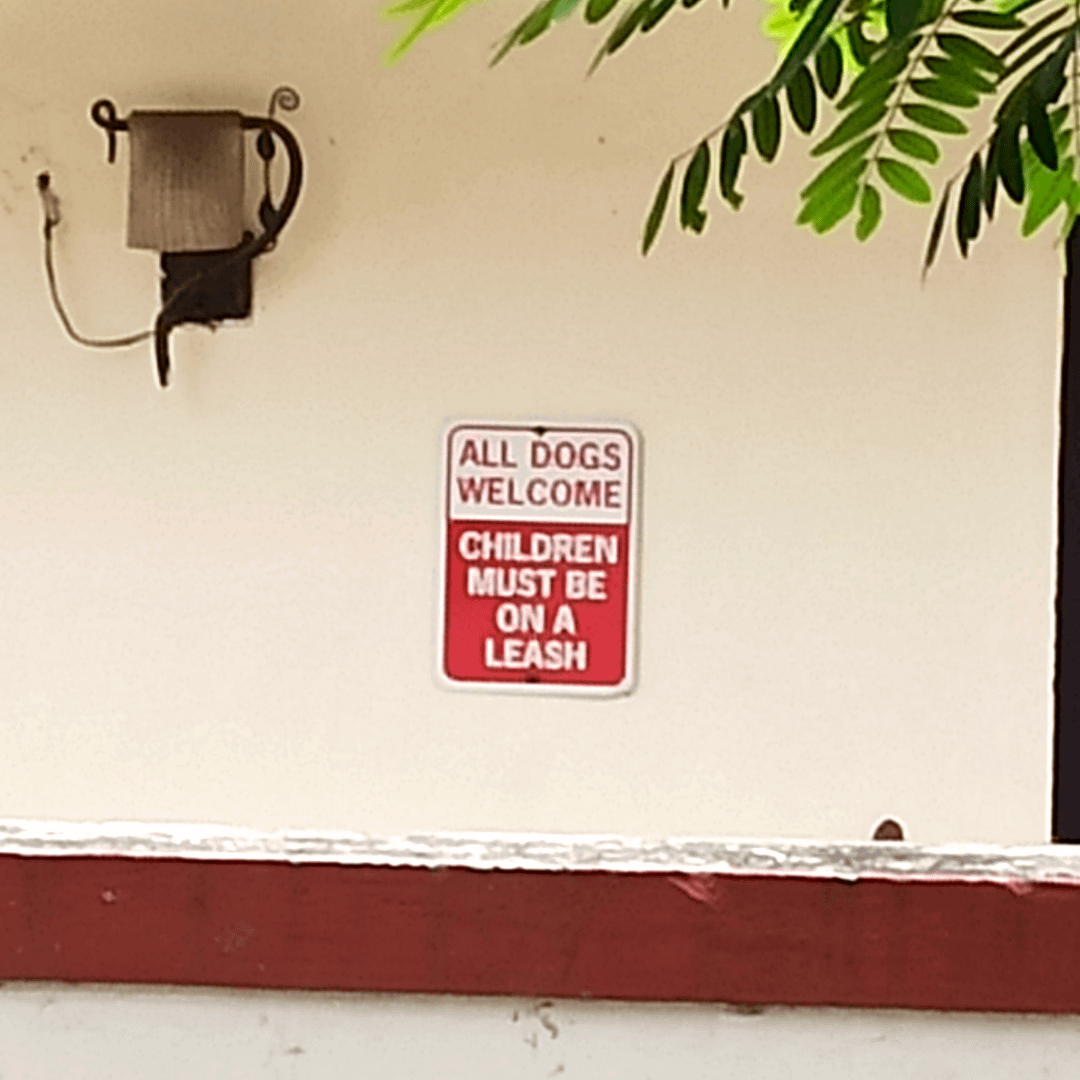 ALL DOGS
WELCOME
CHILDREN
MUST BE
ON A
LEASH